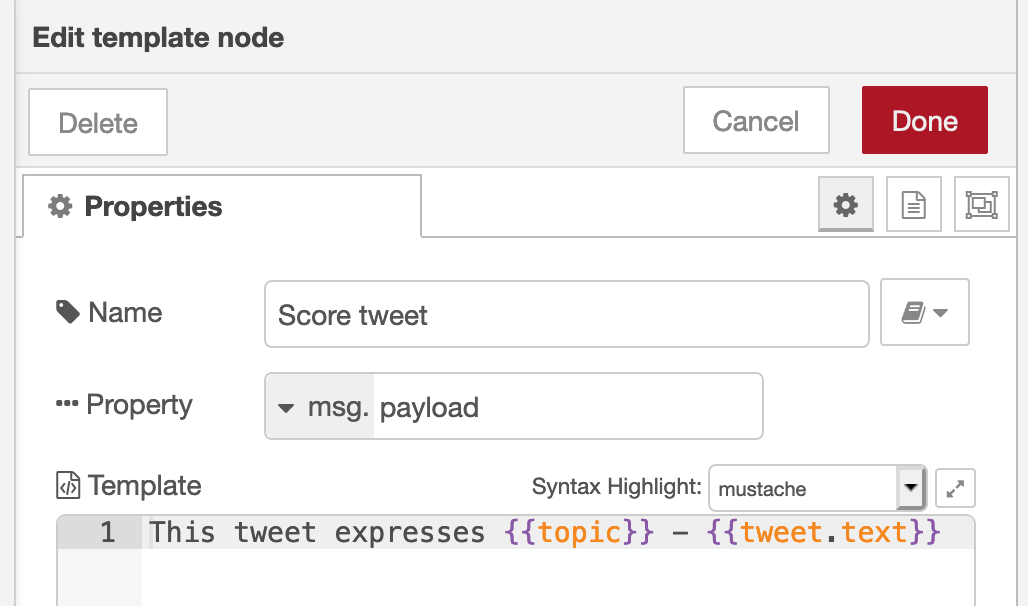 Edit template node
Delete
Cancel
Done
Properties
Name
Score tweet
Property
msg. payload
Template
Syntax Highlight:
mustache
1
This tweet expresses {{topic}} - {{tweet.text}}